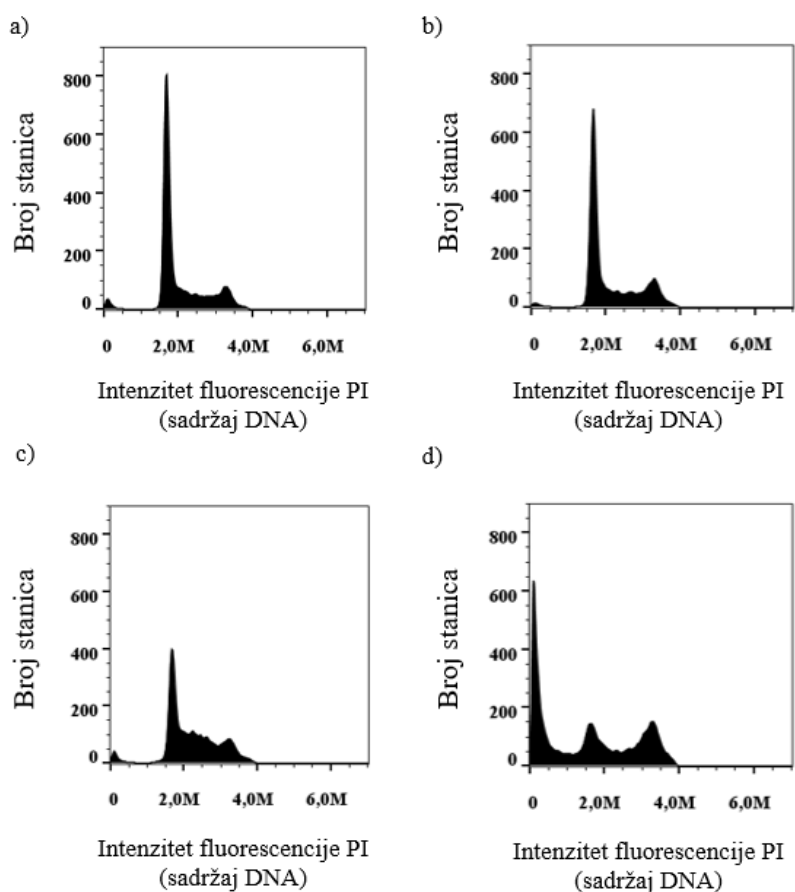 a)
800
600
400
200
0
Broj stanica
0 2,0M 4,0M 6,0M
Intenzitet fluorescencije PI
(sadržaj DNA)
b)
800
600
400
200
0
Broj stanica
0 2,0M 4,0M 6,0M
Intenzitet fluorescencije PI
(sadržaj DNA)
c)
800
600
400
200
0
Broj stanica
0 2,0M 4,0M 6,0M
Intenzitet fluorescencije PI
(sadržaj DNA)
d)
800
600
400
200
0
Broj stanica
0 2,0M 4,0M 6,0M
Intenzitet fluorescencije PI
(sadržaj DNA)